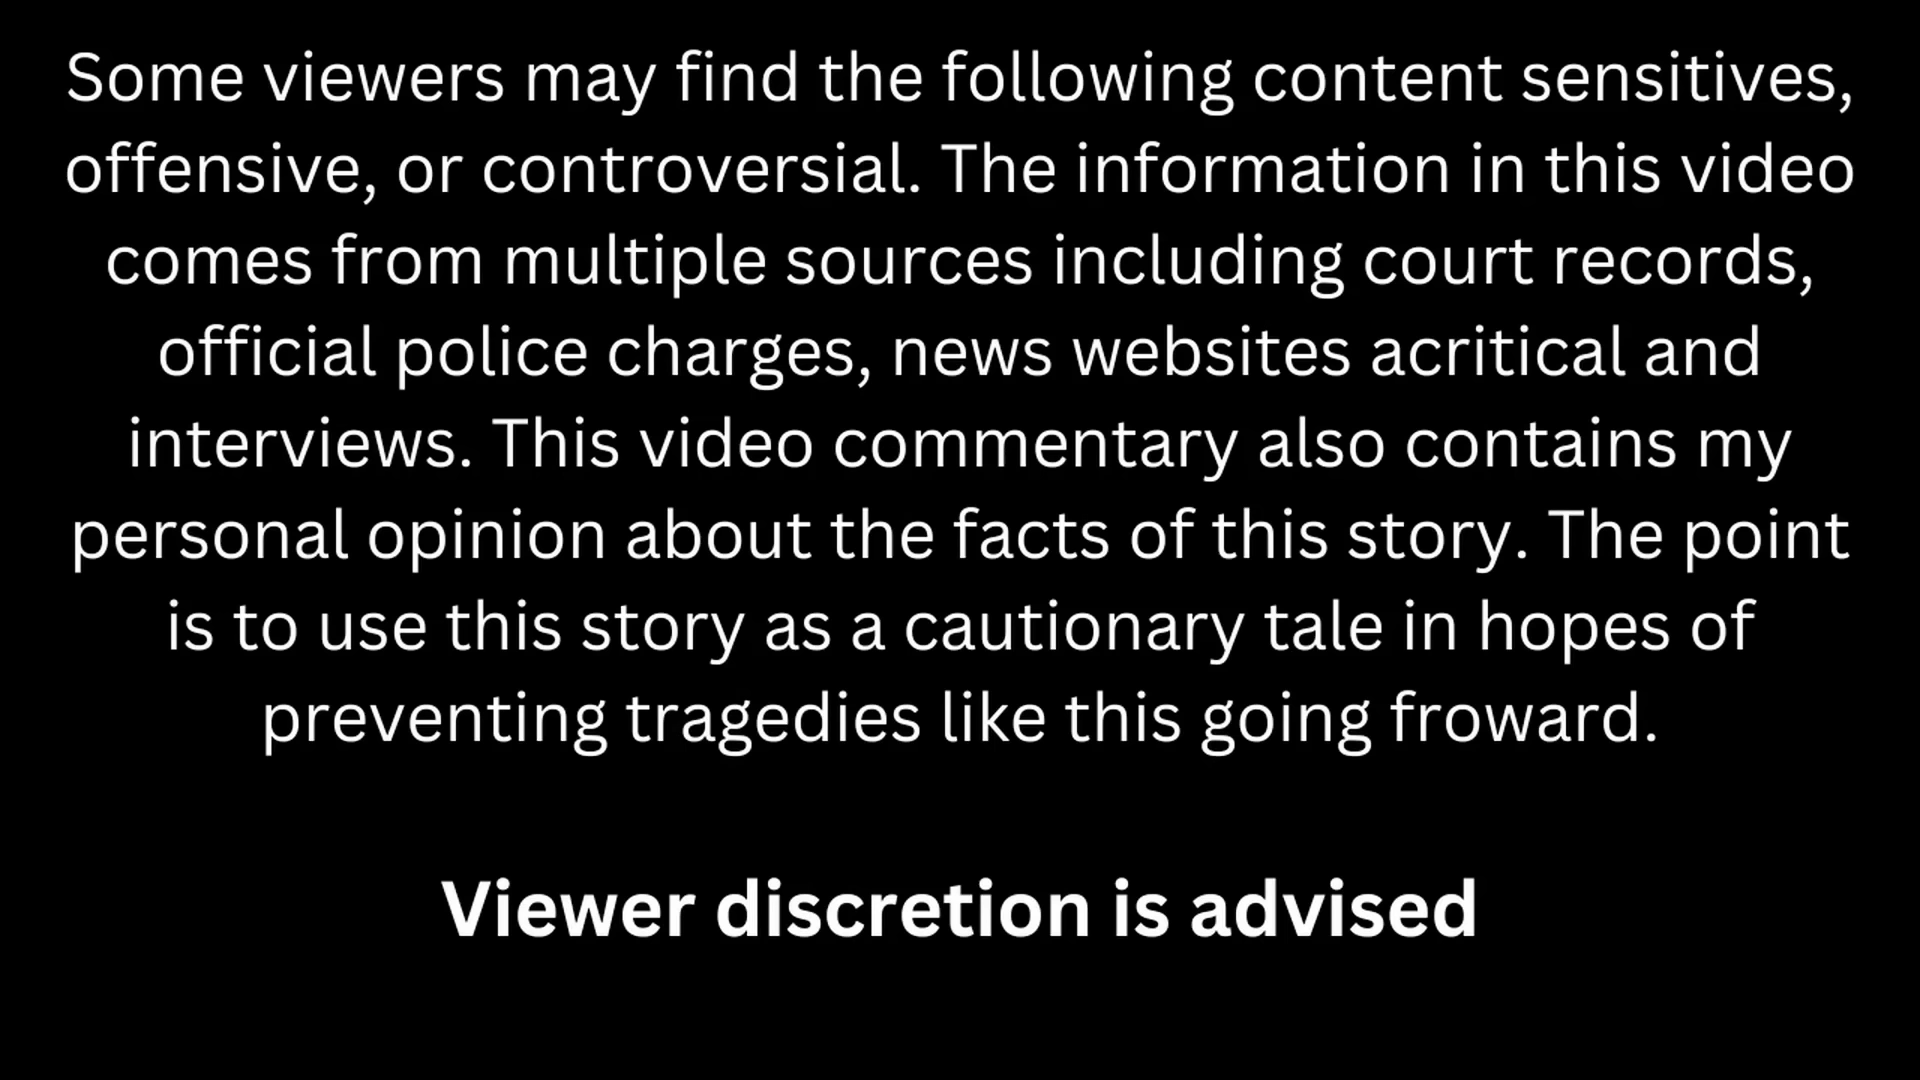 Some viewers may find the following content sensitives,
offensive, or controversial. The information in this video
comes from multiple sources including court records,
official police charges, news websites acritical and
interviews. This video commentary also contains my
personal opinion about the facts of this story. The point
is to use this story as a cautionary tale in hopes of
preventing tragedies like this going froward.
Viewer discretion is advised